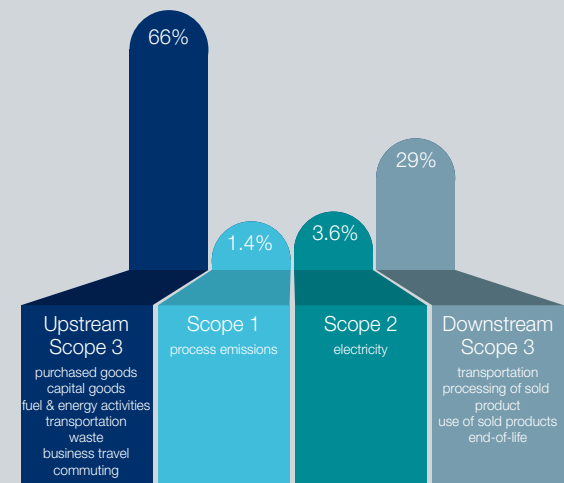 66%
1.4%
3.6%
29%
Upstream
Scope 3
purchased goods
capital goods
fuel & energy activities
transportation
waste
business travel
commuting
Scope 1
process emissions
Scope 2
electricity
Downstream
Scope 3
transportation
processing of sold
product
use of sold products
end-of-life